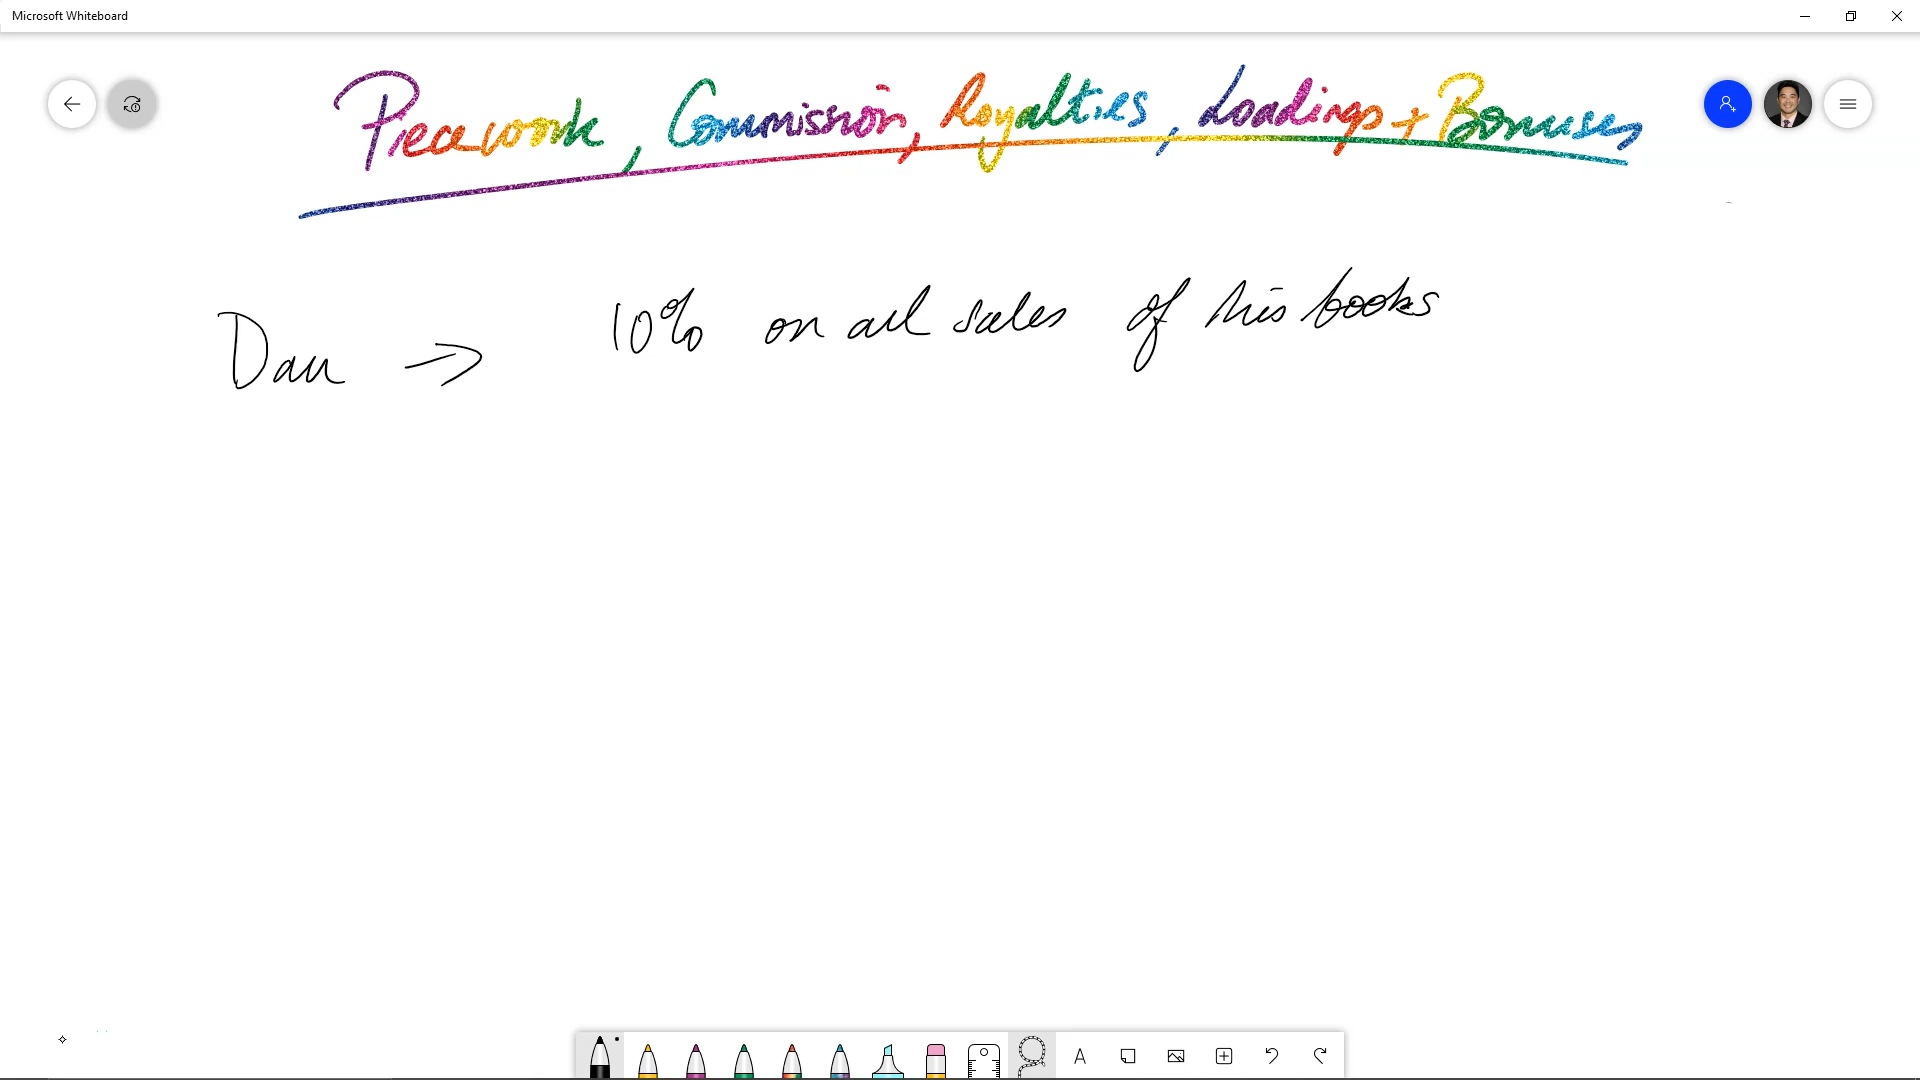 Microsoft Whiteboard
Piecework, Commission, Royalties, Loadings + Bonuses
Dan → 10% on all sales of his books
A